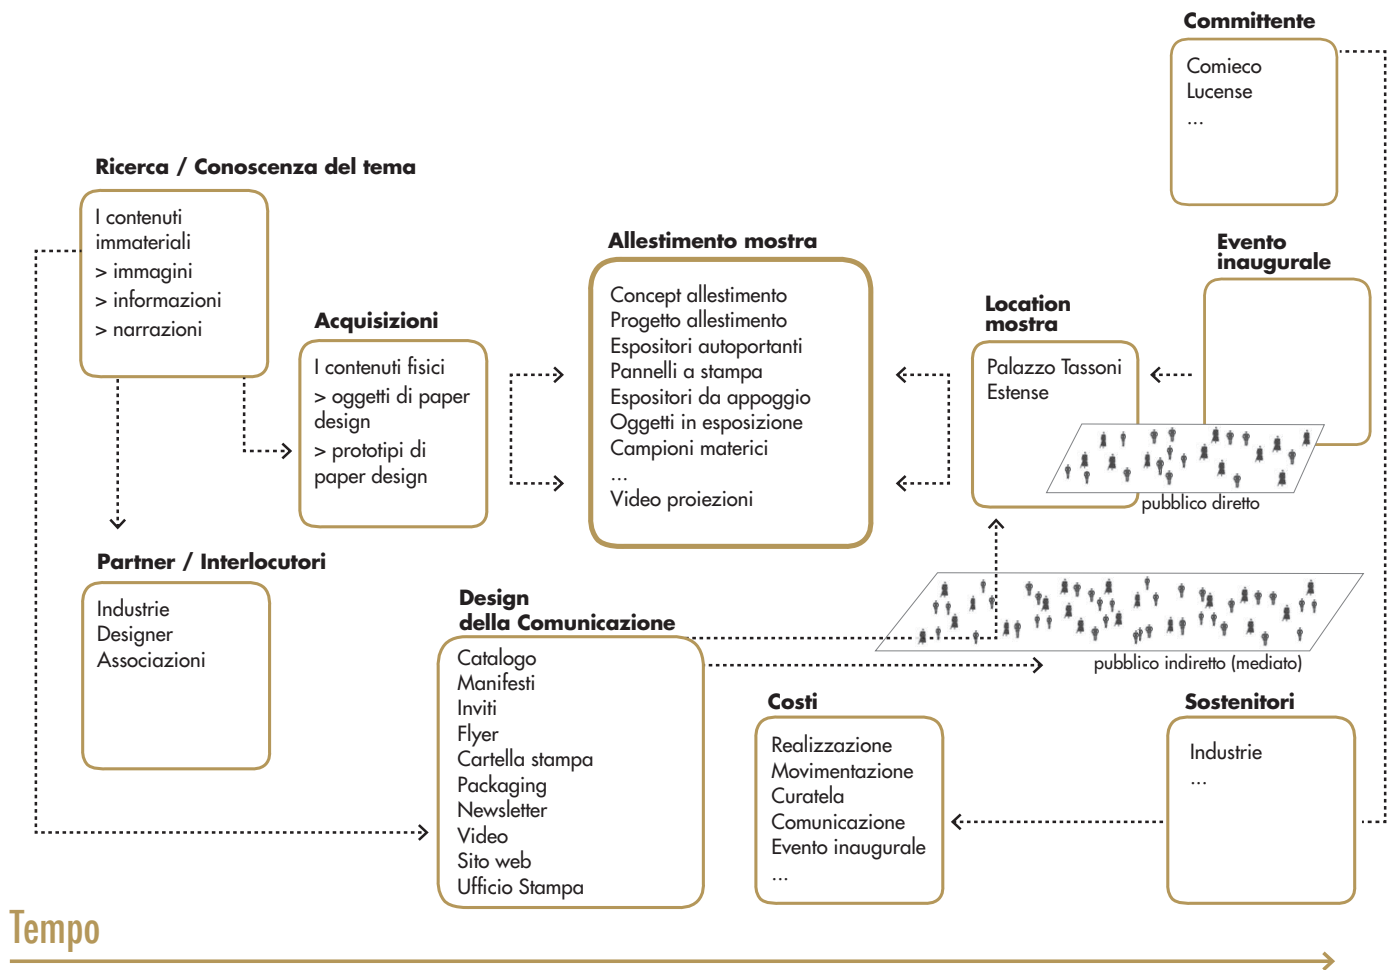 Committente
Comieco
Lucense
...
Ricerca / Conoscenza del tema
I contenuti
immateriali
> immagini
> informazioni
> narrazioni
Acquisizioni
I contenuti fisici
> oggetti di paper
design
> prototipi di
paper design
Allestimento mostra
Concept allestimento
Progetto allestimento
Espositori autoportanti
Pannelli a stampa
Espositori da appoggio
Oggetti in esposizione
Campioni materici
...
Video proiezioni
Location
mostra
Palazzo Tassoni
Estense
Evento
inaugurale
pubblico diretto
Partner / Interlocutori
Industrie
Designer
Associazioni
Design
della Comunicazione
Catalogo
Manifesti
Inviti
Flyer
Cartella stampa
Packaging
Newsletter
Video
Sito web
Ufficio Stampa
pubblico indiretto (mediato)
Costi
Realizzazione
Movimentazione
Curatela
Comunicazione
Evento inaugurale
...
Sostenitori
Industrie
...
Tempo